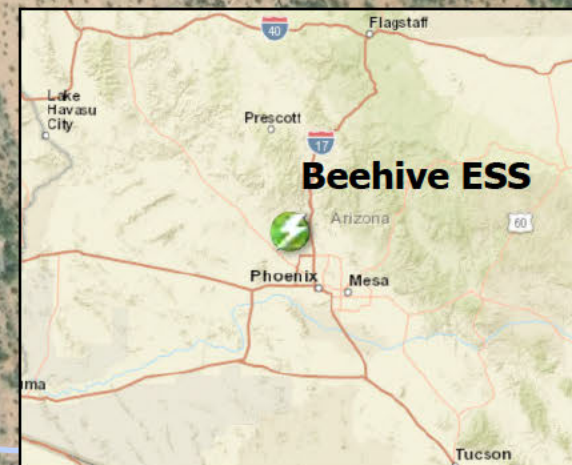 Flagstaff
40
Lake
Havasu
City
Prescott
17
Beehive ESS
Arizona
60
Phoenix
Mesa
uma
Tucson